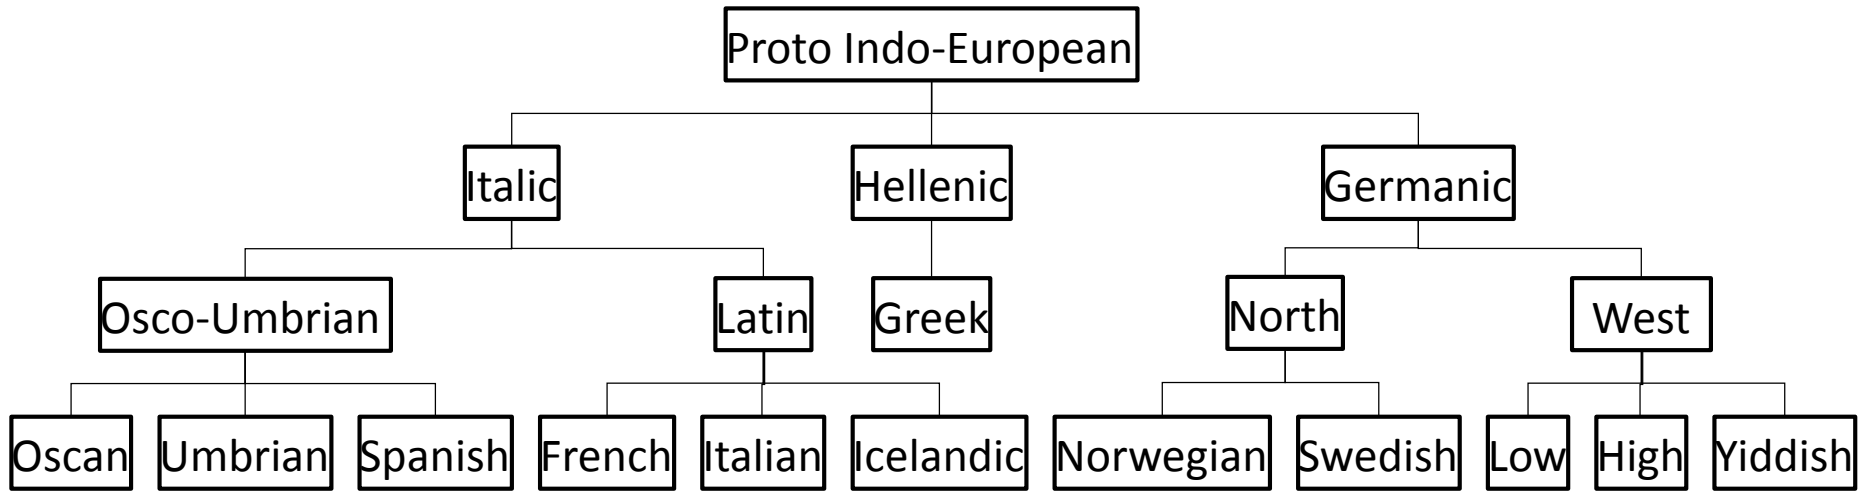 Proto Indo-European
Italic
Hellenic
Germanic
Osco-Umbrian
Latin
Greek
North
West
Oscan
Umbrian
Spanish
French
Italian
Icelandic
Norwegian
Swedish
Low
High
Yiddish